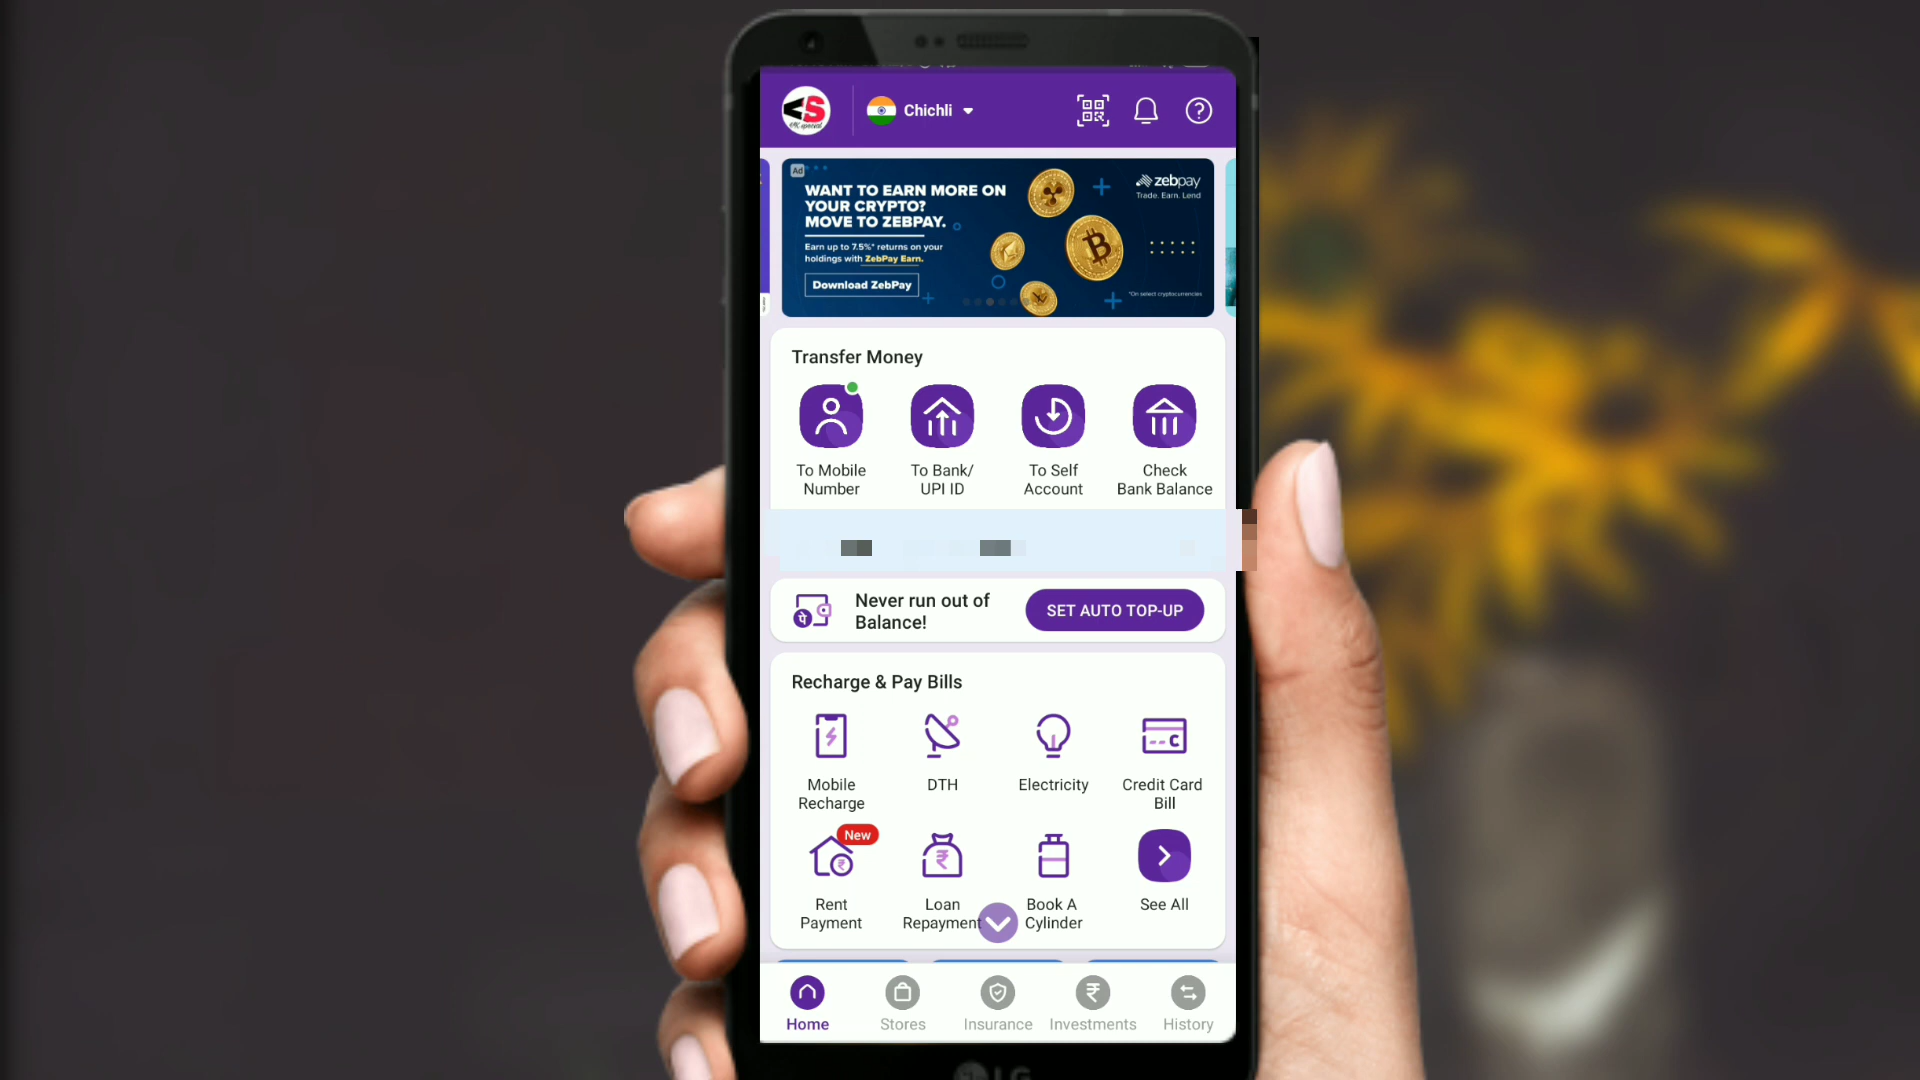 Chichli
Ad
WANT TO EARN MORE ON
YOUR CRYPTO?
MOVE TO ZEBPAY.
Earn up to 7.5%* returns on your
holdings with ZebPay Earn.
Download ZebPay
zebpay
Trade. Earn. Lend
*On select cryptocurrencies
Transfer Money
To Mobile
Number
To Bank/
UPI ID
To Self
Account
Check
Bank Balance
पे
Never run out of
Balance!
SET AUTO TOP-UP
Recharge & Pay Bills
Mobile
Recharge
DTH
Electricity
Credit Card
Bill
New
Rent
Payment
Loan
Repayment
Book A
Cylinder
See All
Home
Stores
Insurance
Investments
History
LG